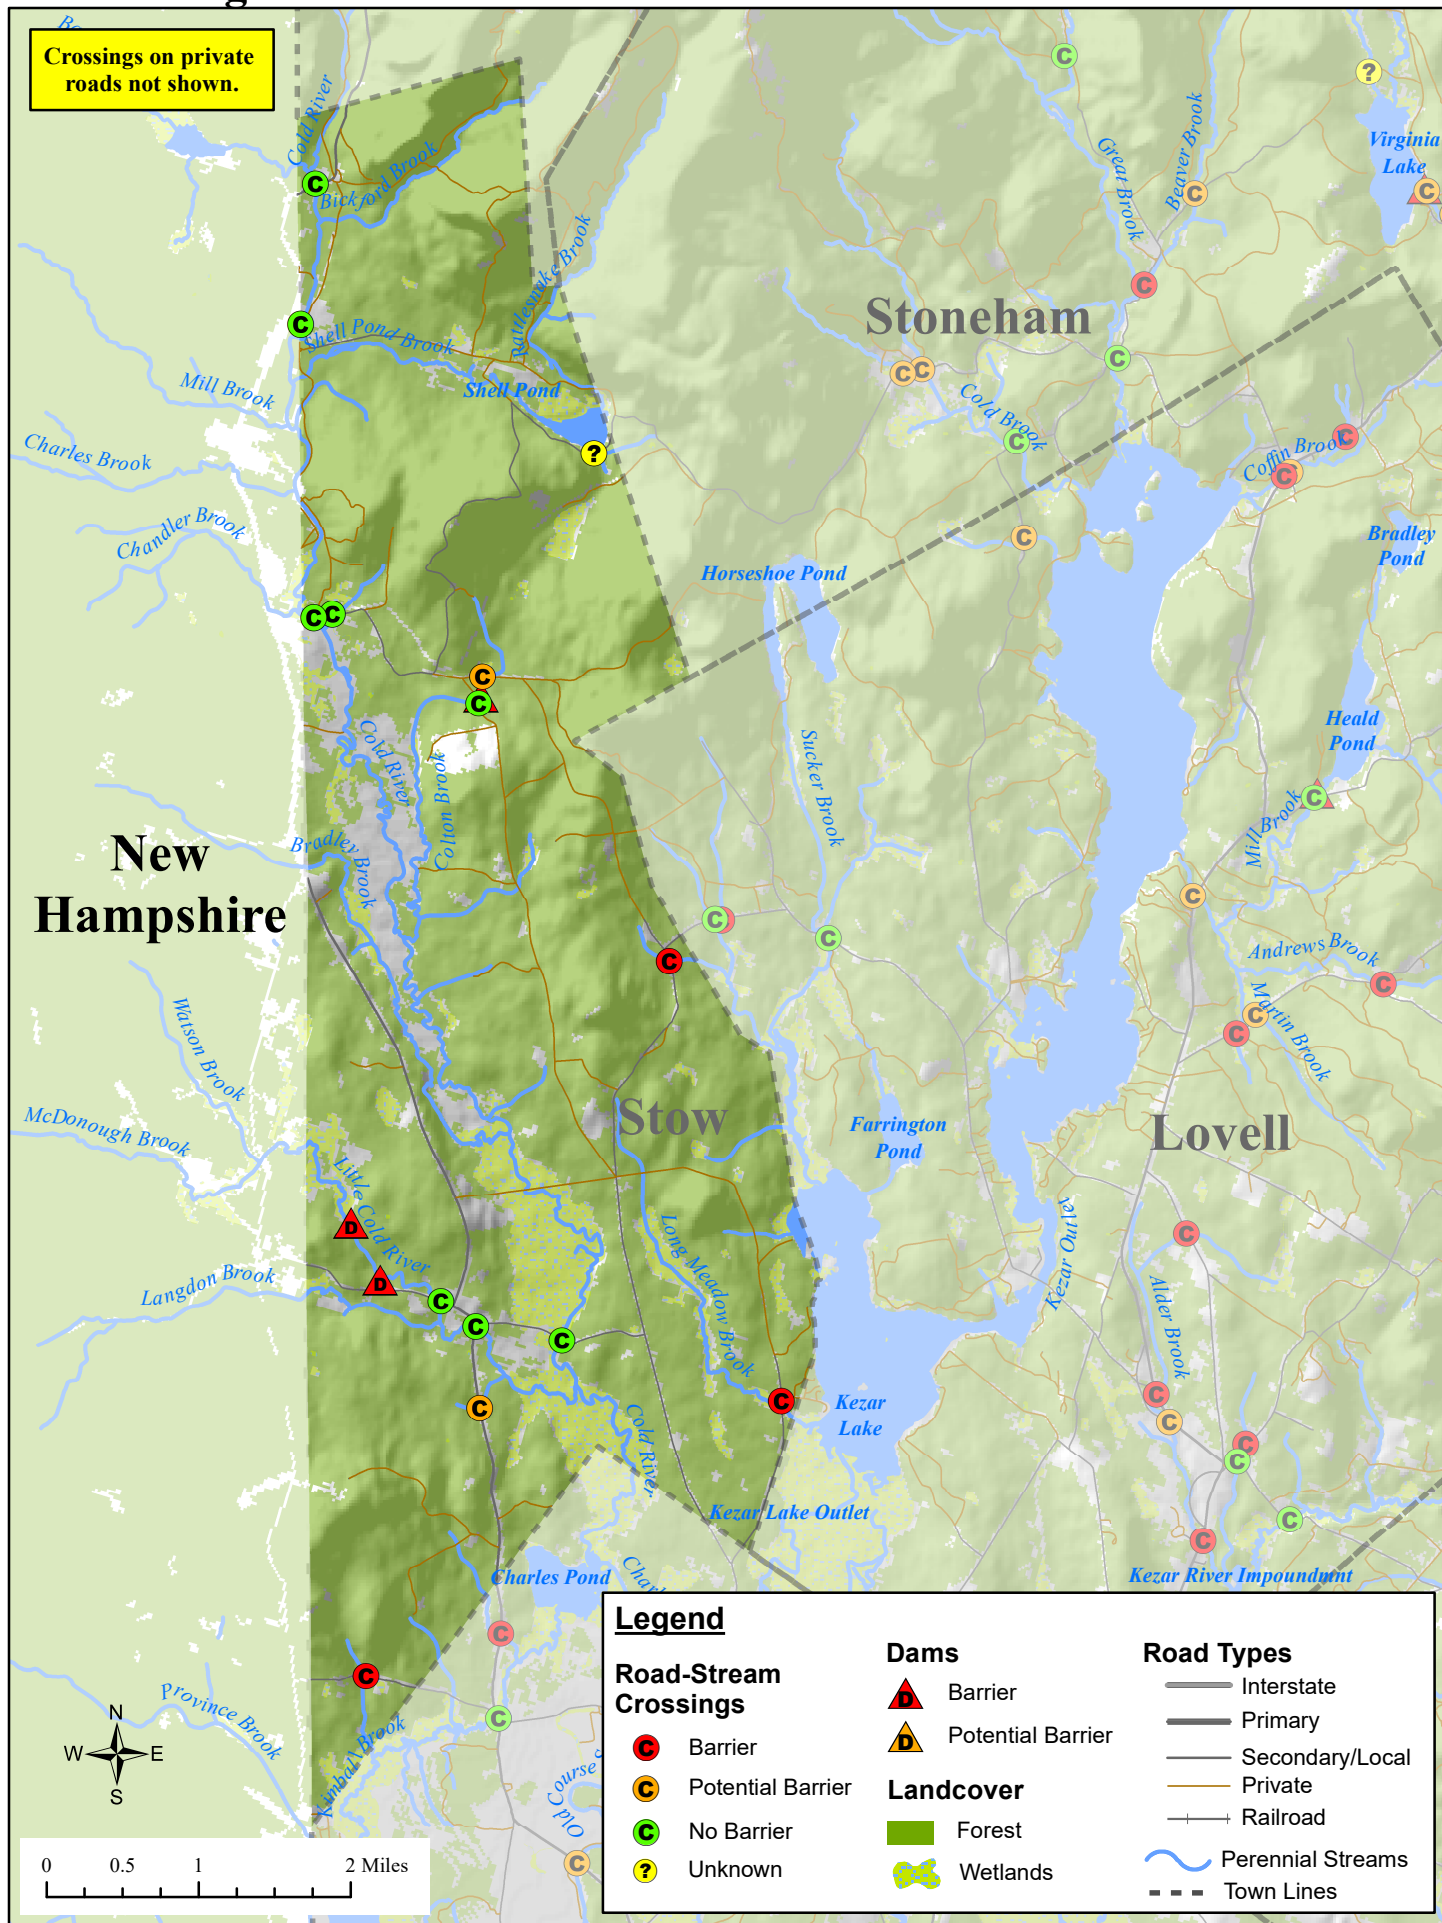 Crossings on private
roads not shown.
Cold River
Bickford Brook
Great Brook
Beaver Brook
Virginia
Lake
Rattlesnake Brook
Shell Pond Brook
Stoneham
Mill Brook
Shell Pond
Cold Brook
Charles Brook
Coffin Brook
Chandler Brook
Bradley
Pond
Horseshoe Pond
Heald
Pond
Cold River
Colton Brook
Sucker Brook
Mill Brook
Bradley Brook
New
Hampshire
Andrews Brook
Martin Brook
Watson Brook
McDonough Brook
Stow
Farrington
Pond
Lovell
Little Cold River
Long Meadow Brook
Kezar Outlet
Langdon Brook
Alder Brook
Kezar
Lake
Cold River
Kezar Lake Outlet
Charles Pond
Kezar River Impoundmnt
Province Brook
Kimball Brook
Old Course S
N
W E
S
0 0.5 1 2 Miles
Legend
Road-Stream
Crossings
C Barrier
C Potential Barrier
C No Barrier
? Unknown
Dams
D Barrier
D Potential Barrier
Landcover
Forest
Wetlands
Road Types
Interstate
Primary
Secondary/Local
Private
Railroad
Perennial Streams
Town Lines